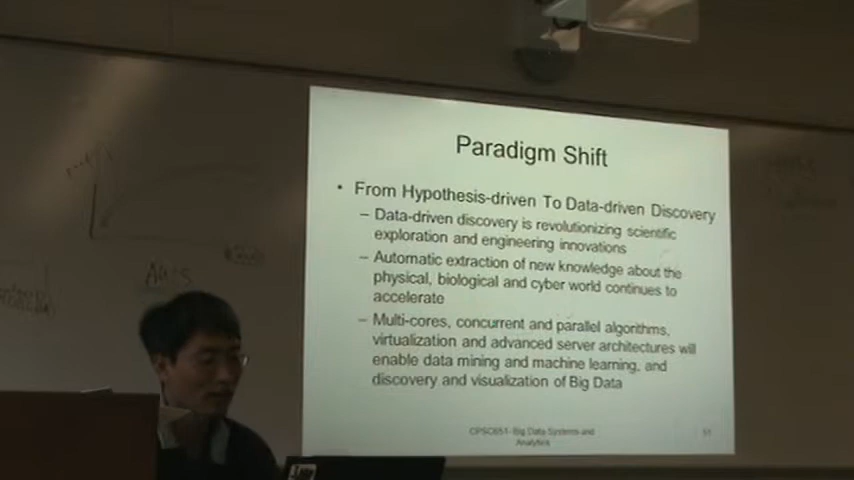 Paradigm Shift
• From Hypothesis-driven To Data-driven Discovery
– Data-driven discovery is revolutionizing scientific
exploration and engineering innovations
– Automatic extraction of new knowledge about the
physical, biological and cyber world continues to
accelerate
– Multi-cores, concurrent and parallel algorithms,
virtualization and advanced server architectures will
enable data mining and machine learning, and
discovery and visualization of Big Data
Big Data Systems and
Analytics